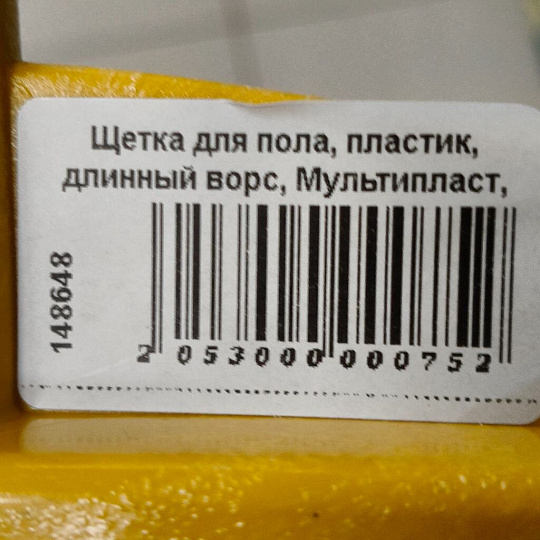 Щетка для пола, пластик,
длинный ворс, Мультипласт,
148648
2 053000 000752